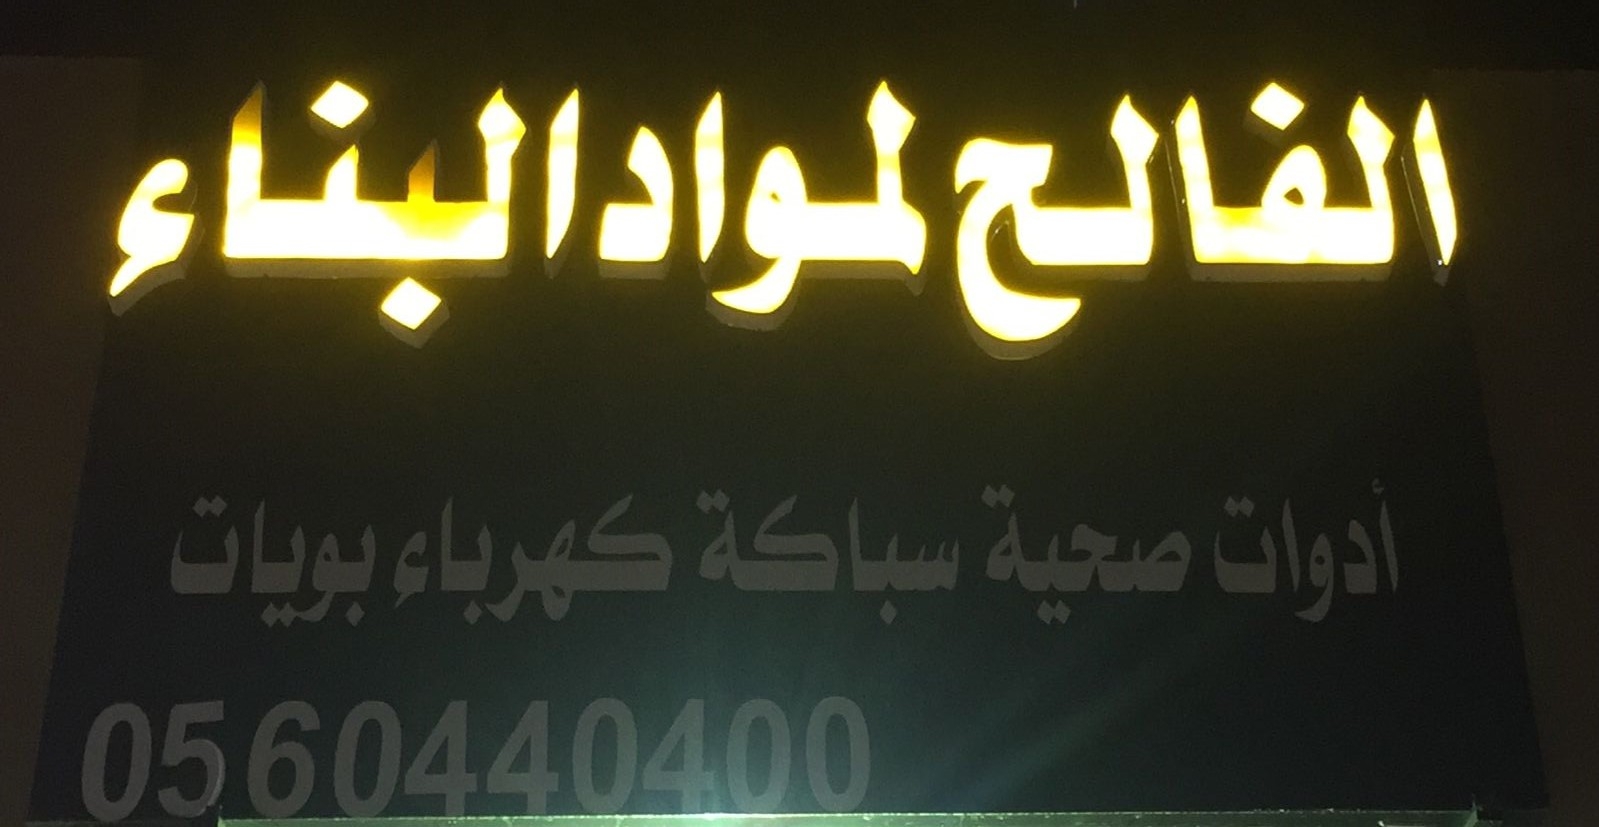 الفالح لمواد البناء
أدوات صحية سباكة كهرباء بويات
0560440400